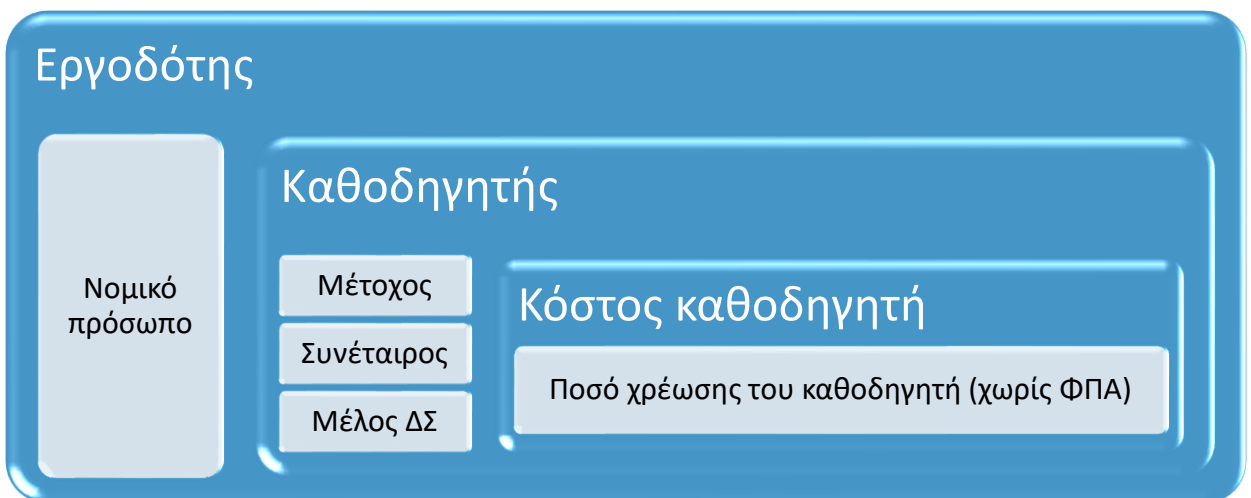 Εργοδότης
Νομικό
πρόσωπο
Καθοδηγητής
Μέτοχος
Συνέταιρος
Μέλος ΔΣ
Κόστος καθοδηγητή
Ποσό χρέωσης του καθοδηγητή (χωρίς ΦΠΑ)